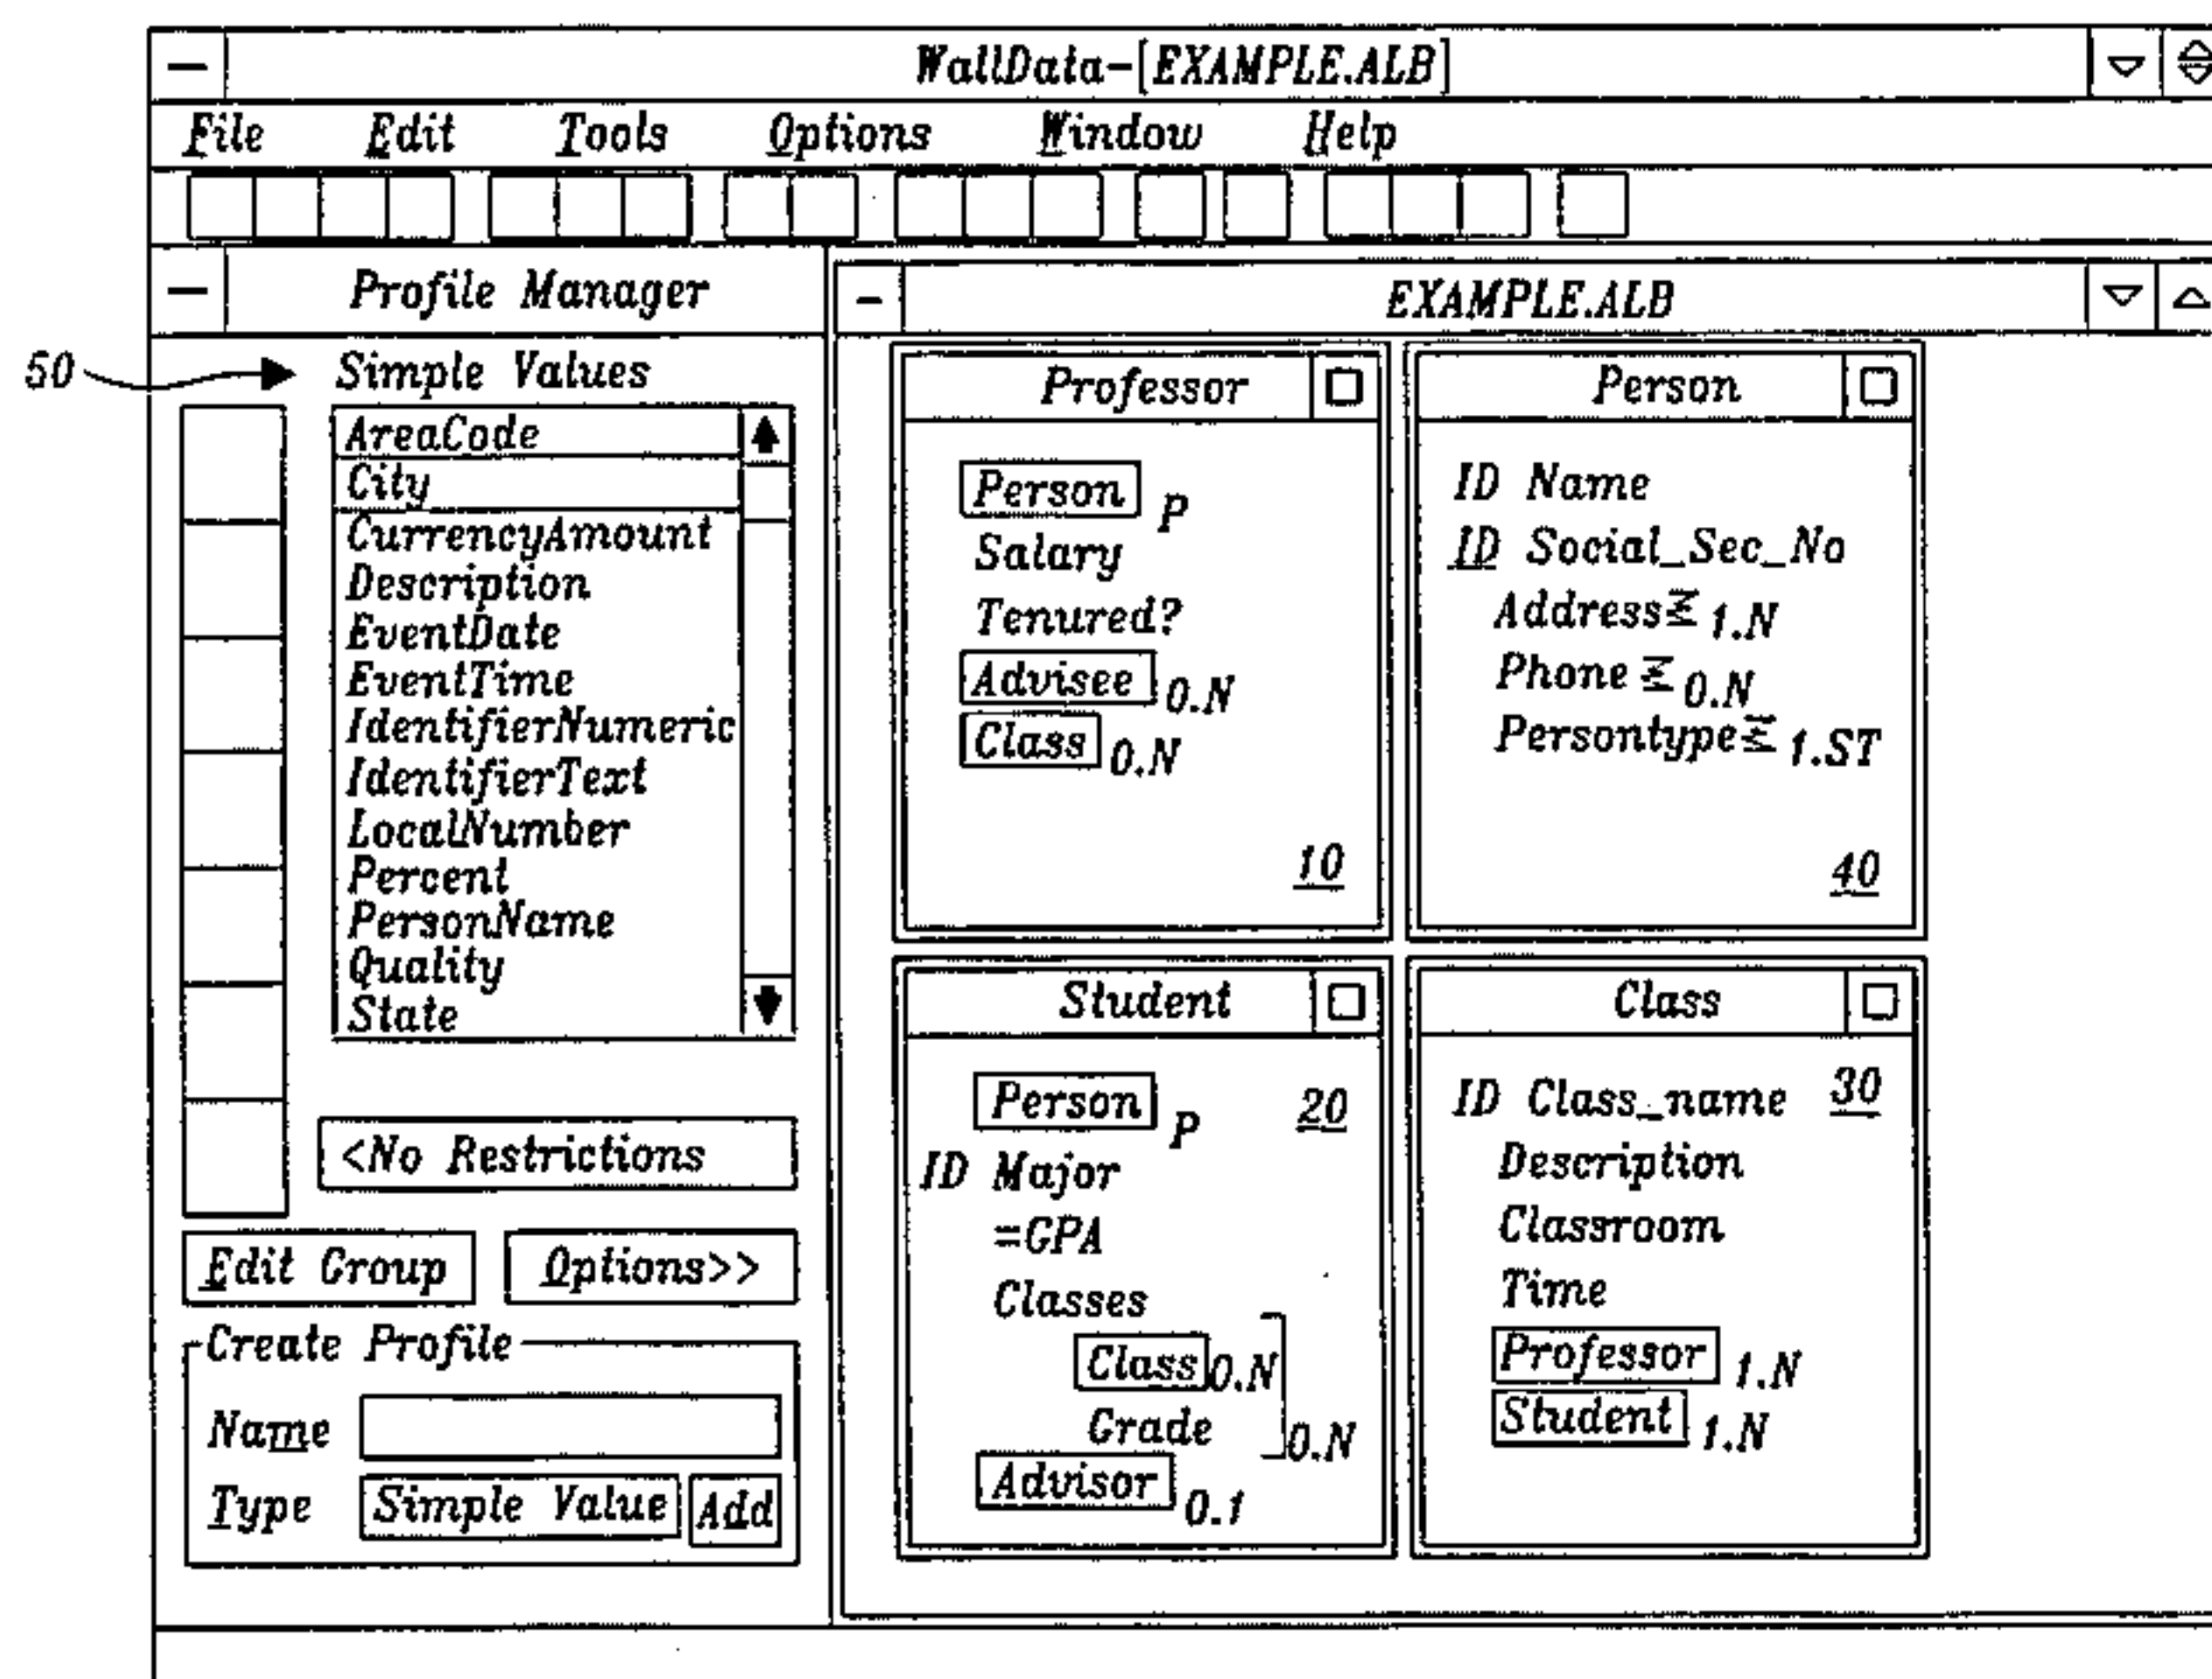 WallData-[EXAMPLE.ALB]
File Edit Tools Options Window Help
Profile Manager
50
Simple Values
AreaCode
City
CurrencyAmount
Description
EventDate
EventTime
IdentifierNumeric
IdentifierText
LocalNumber
Percent
PersonName
Quality
State
<No Restrictions
Edit Group Options>>
Create Profile
Name
Type Simple Value Add
EXAMPLE.ALB
Professor
Person P
Salary
Tenured?
Advisee 0.N
Class 0.N
10
Person
ID Name
ID Social_Sec_No
Address 1.N
Phone 0.N
Persontype 1.ST
40
Student
Person P 20
ID Major
=GPA
Classes
Class 0.N
Grade 0.N
Advisor 0.1
Class
ID Class_name 30
Description
Classroom
Time
Professor 1.N
Student 1.N